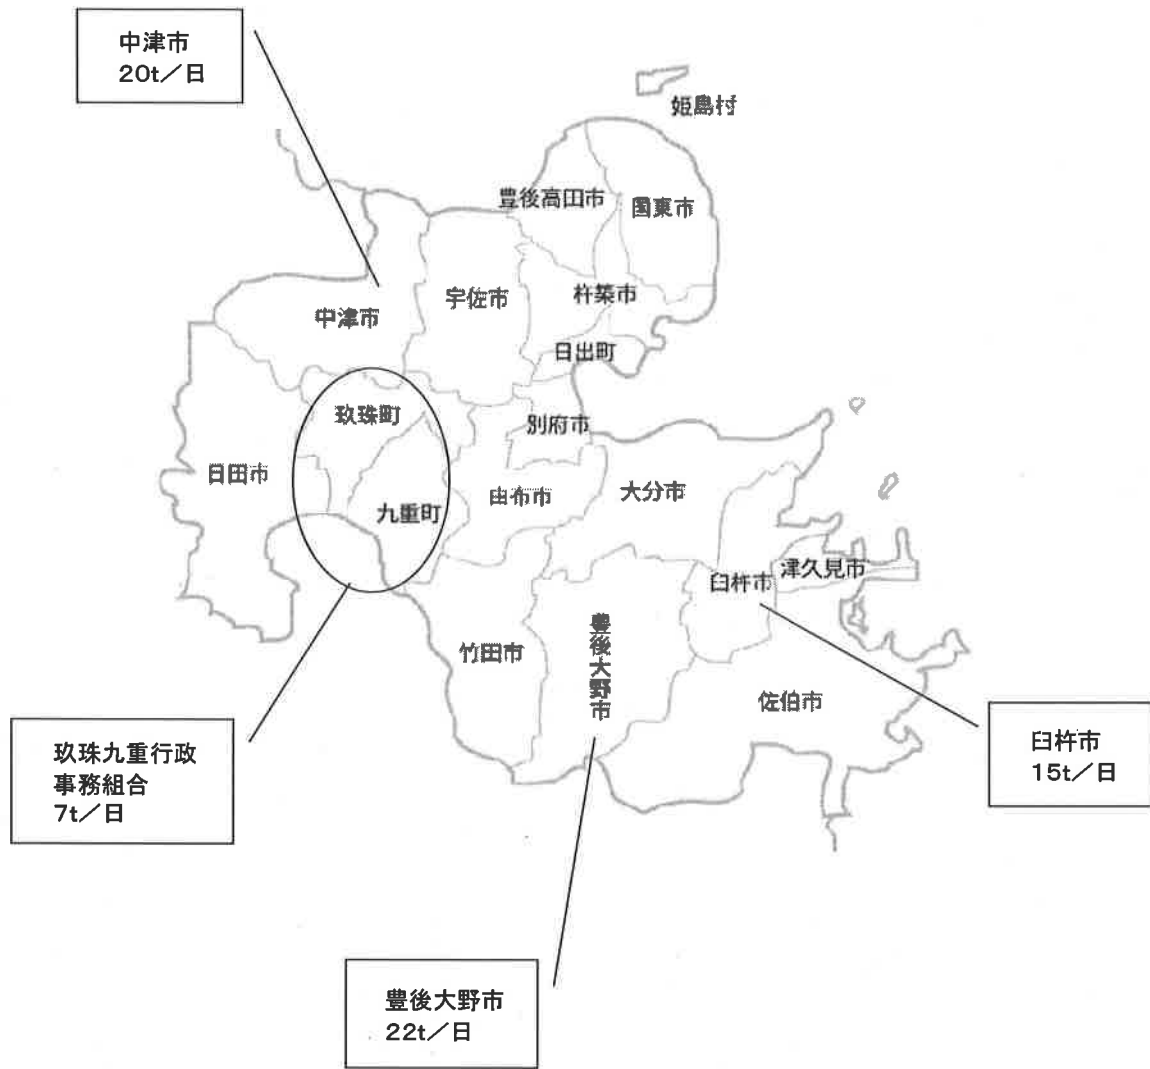 中津市
20t／日
姫島村
豊後高田市
国東市
宇佐市
杵築市
中津市
日出町
玖珠町
別府市
日田市
由布市
大分市
九重町
津久見市
臼杵市
竹田市
豊後大野市
佐伯市
玖珠九重行政
事務組合
7t／日
臼杵市
15t／日
豊後大野市
22t／日